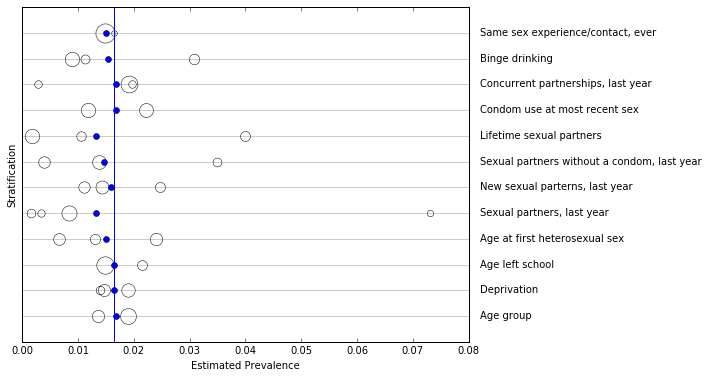 Same sex experience/contact, ever
Binge drinking
Concurrent partnerships, last year
Condom use at most recent sex
Lifetime sexual partners
Sexual partners without a condom, last year
New sexual parterns, last year
Sexual partners, last year
Age at first heterosexual sex
Age left school
Deprivation
Age group
Stratification
0.00 0.01 0.02 0.03 0.04 0.05 0.06 0.07 0.08
Estimated Prevalence